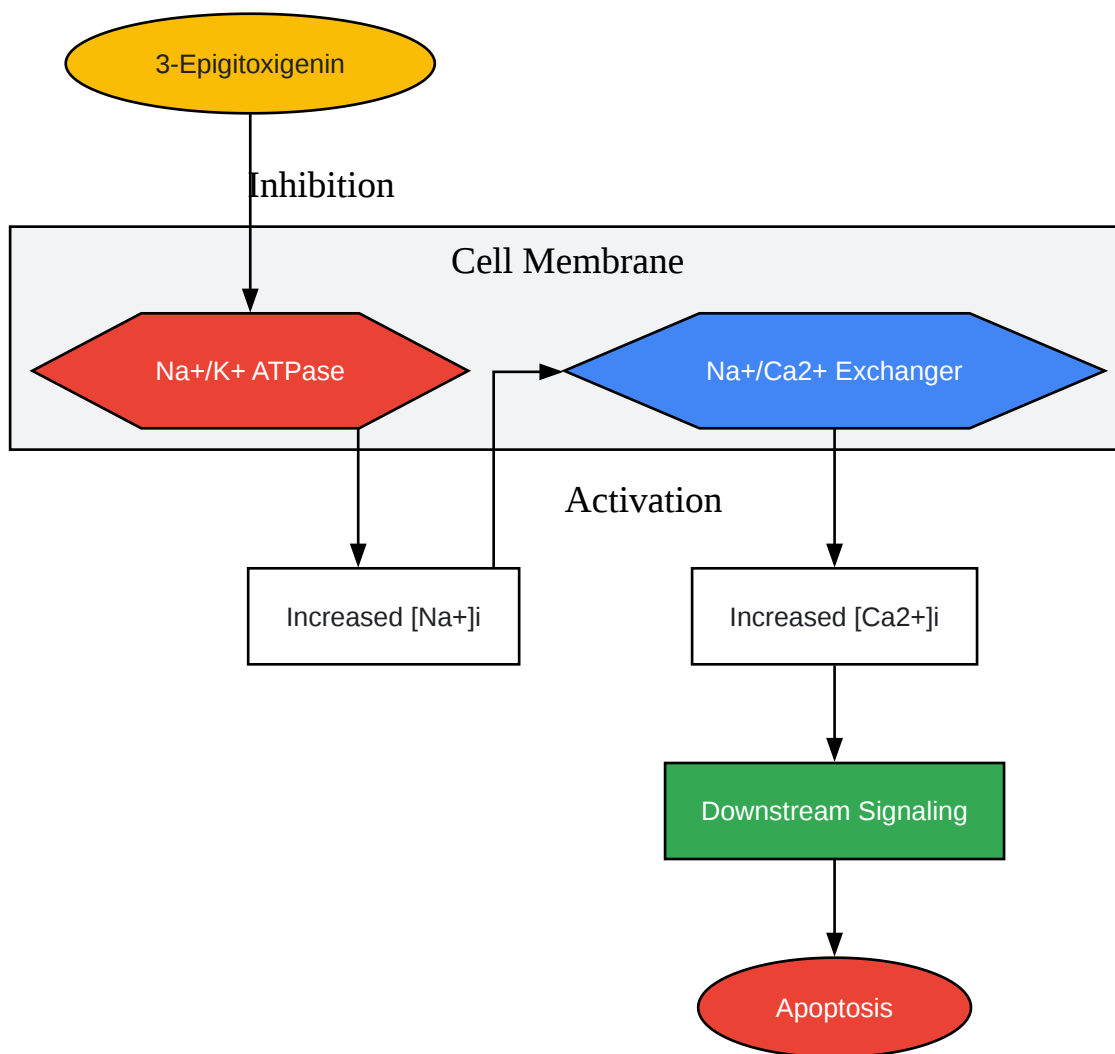 3-Epigitoxigenin
Inhibition
Cell Membrane
Na+/K+ ATPase
Na+/Ca2+ Exchanger
Activation
Increased [Na+]i
Increased [Ca2+]i
Downstream Signaling
Apoptosis